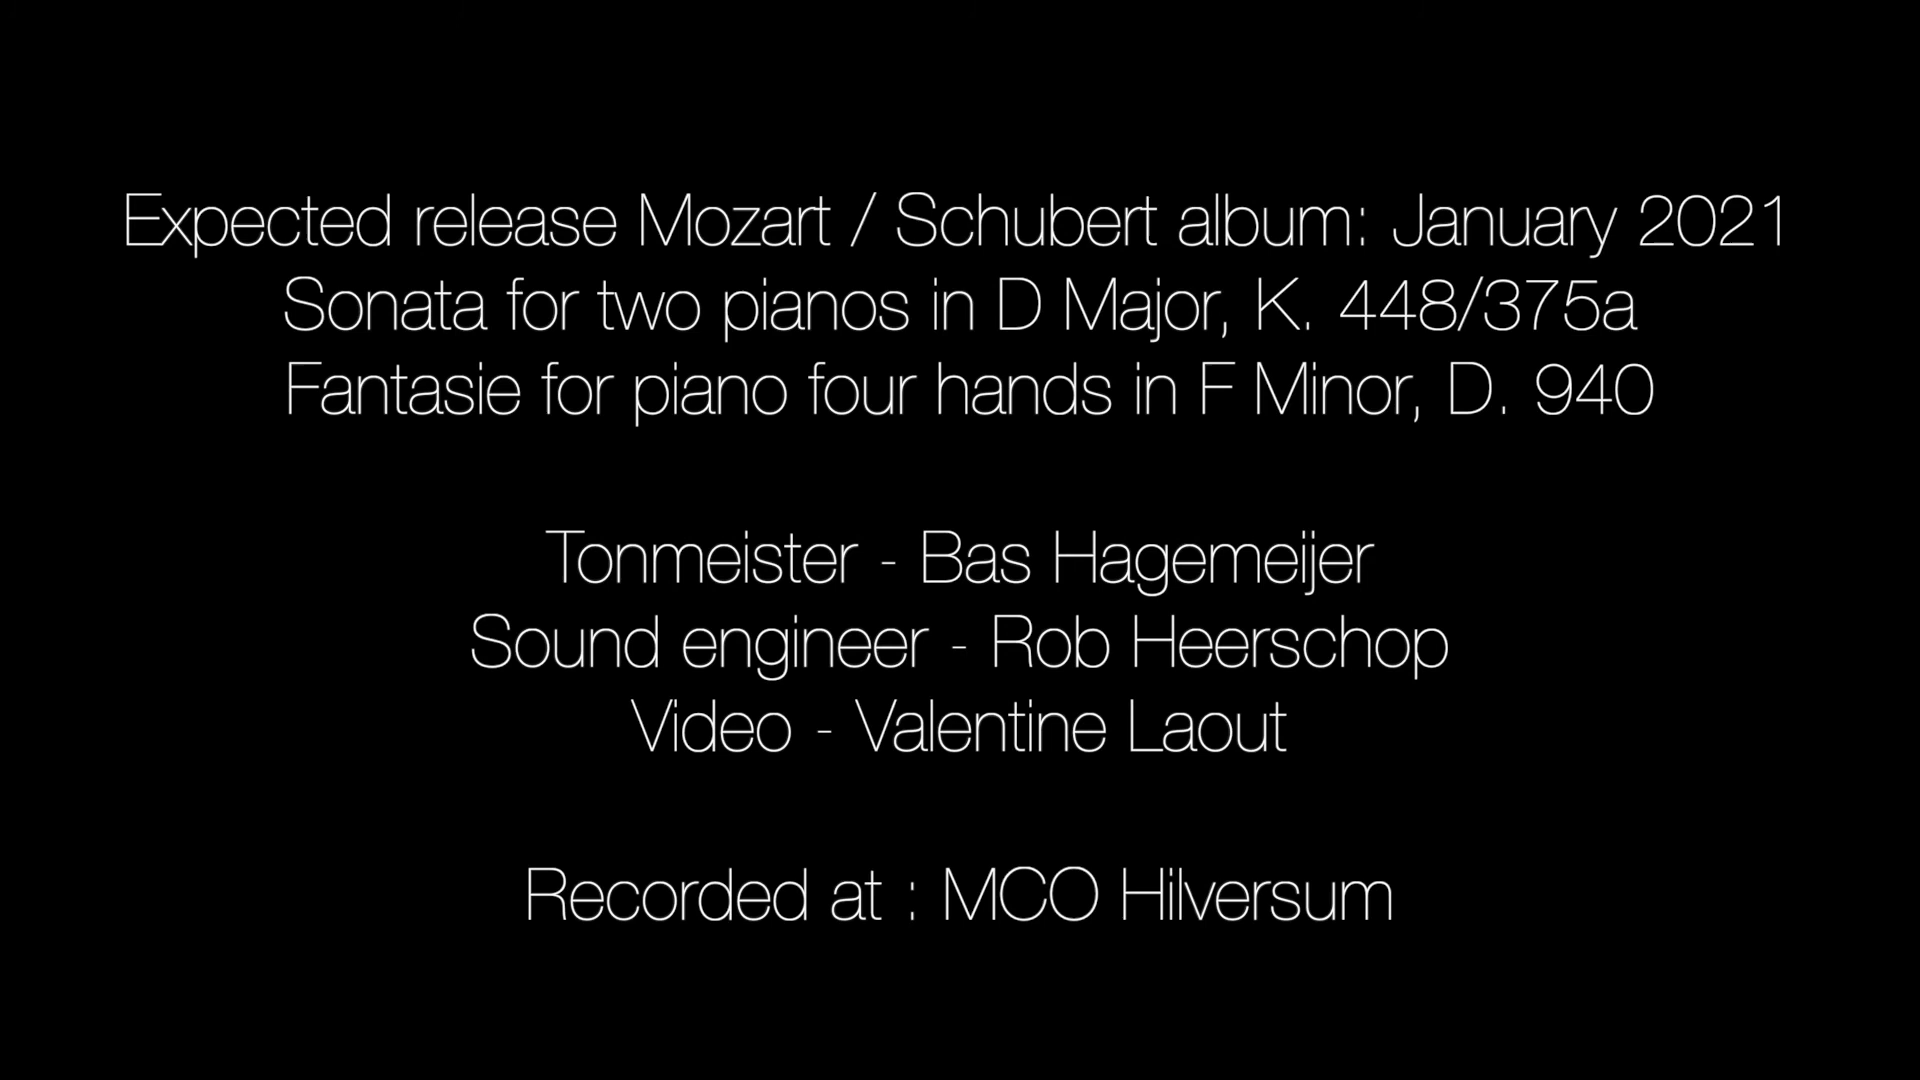 Expected release Mozart / Schubert album: January 2021
Sonata for two pianos in D Major, K. 448/375a
Fantasie for piano four hands in F Minor, D. 940
Tonmeister - Bas Hagemeijer
Sound engineer - Rob Heerschop
Video - Valentine Laout
Recorded at : MCO Hilversum